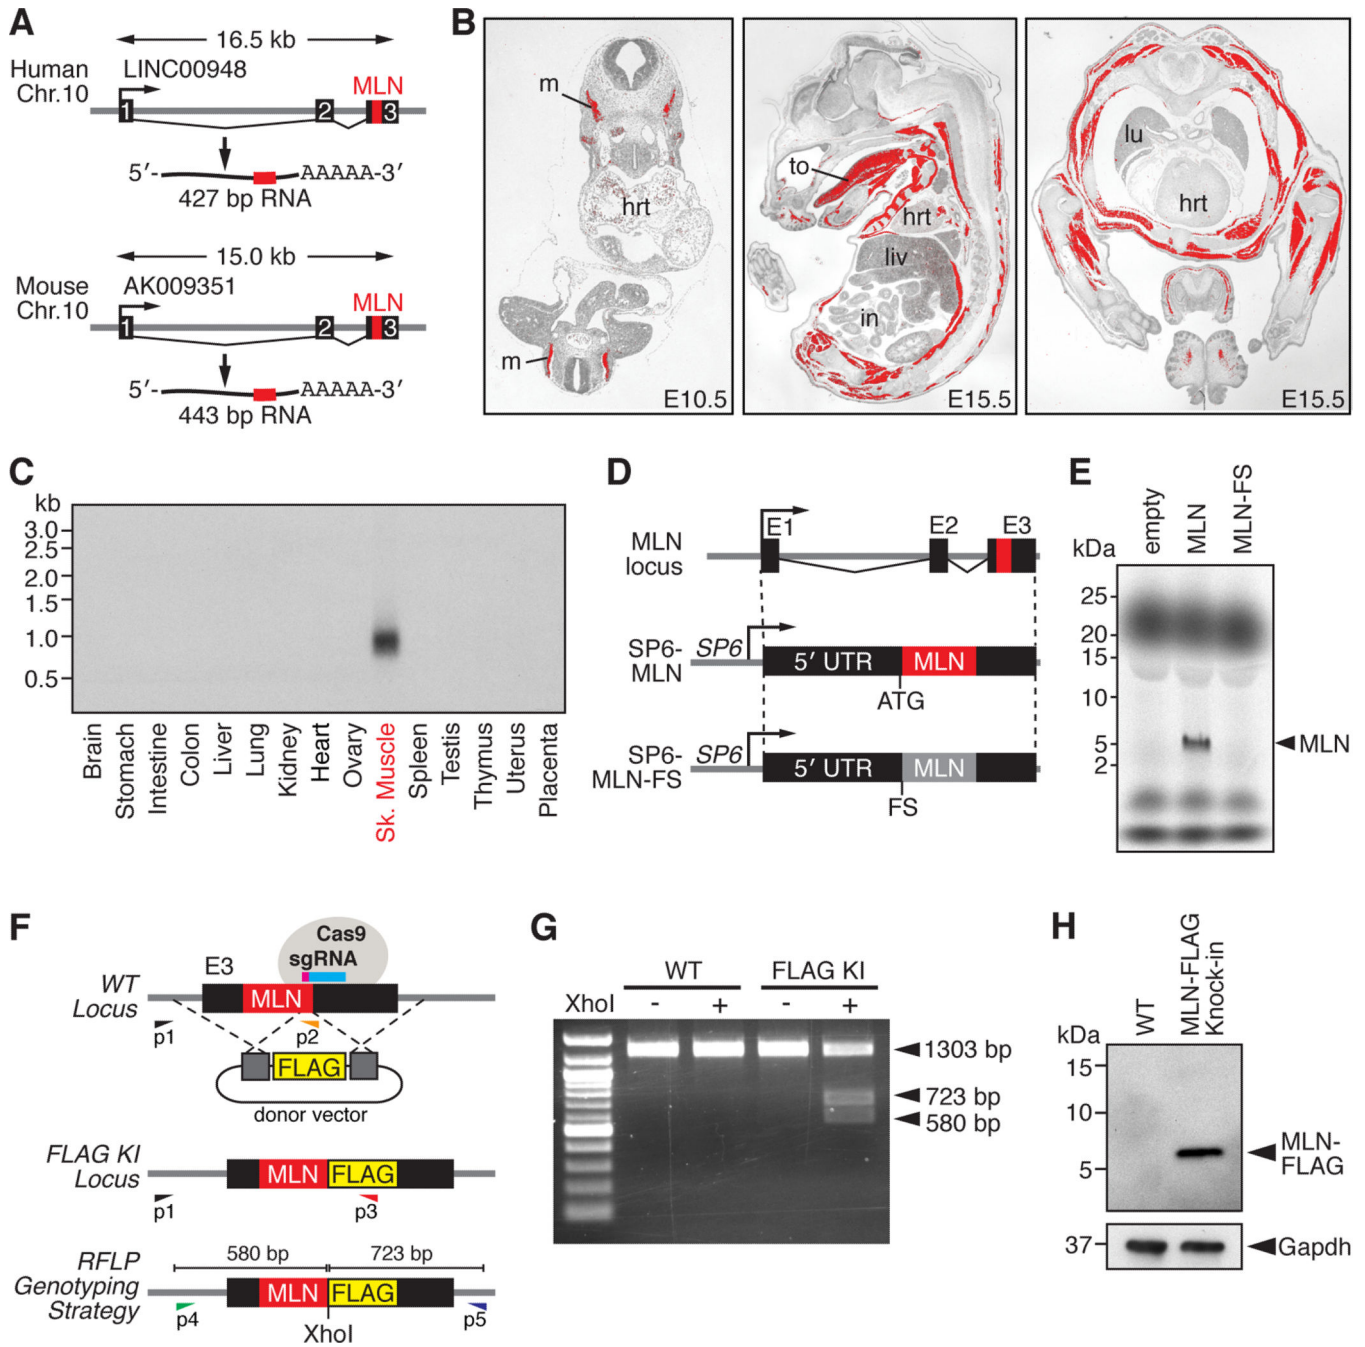 A
16.5 kb
Human
Chr.10
LINC00948
MLN
1 2 3
5′- AAAAA-3′
427 bp RNA
15.0 kb
Mouse
Chr.10
AK009351
MLN
1 2 3
5′- AAAAA-3′
443 bp RNA
B
m
hrt
m
E10.5
to
hrt
liv
in
E15.5
lu
hrt
E15.5
C
kb
3.0
2.5
2.0
1.5
1.0
0.5
Brain
Stomach
Intestine
Colon
Liver
Lung
Kidney
Heart
Ovary
Sk. Muscle
Spleen
Testis
Thymus
Uterus
Placenta
D
MLN
locus
E1 E2 E3
SP6-
MLN
SP6
5′ UTR MLN
ATG
SP6-
MLN-FS
SP6
5′ UTR MLN
FS
E
empty
MLN
MLN-FS
kDa
25
20
15
10
5
2
MLN
F
Cas9
sgRNA
E3
WT
Locus
MLN
p1 p2
FLAG
donor vector
FLAG KI
Locus
MLN FLAG
p1 p3
RFLP
Genotyping
Strategy
580 bp 723 bp
MLN FLAG
p4 p5
XhoI
G
WT FLAG KI
XhoI - + - +
1303 bp
723 bp
580 bp
H
WT
MLN-FLAG
Knock-in
kDa
15
10
5
MLN-
FLAG
37
Gapdh